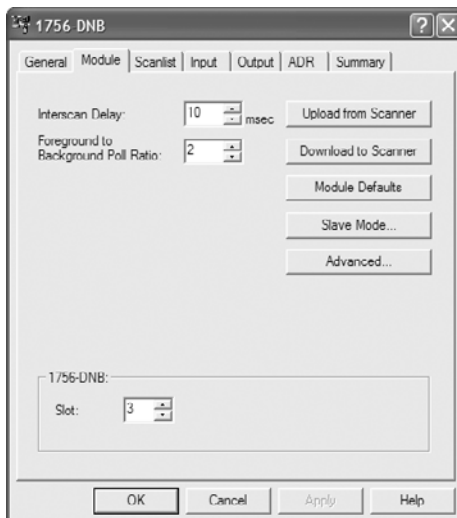 1756-DNB
General Module Scanlist Input Output ADR Summary
Interscan Delay: 10 msec Upload from Scanner
Foreground to
Background Poll Ratio: 2 Download to Scanner
Module Defaults
Slave Mode...
Advanced...
1756-DNB:
Slot: 3
OK Cancel Apply Help